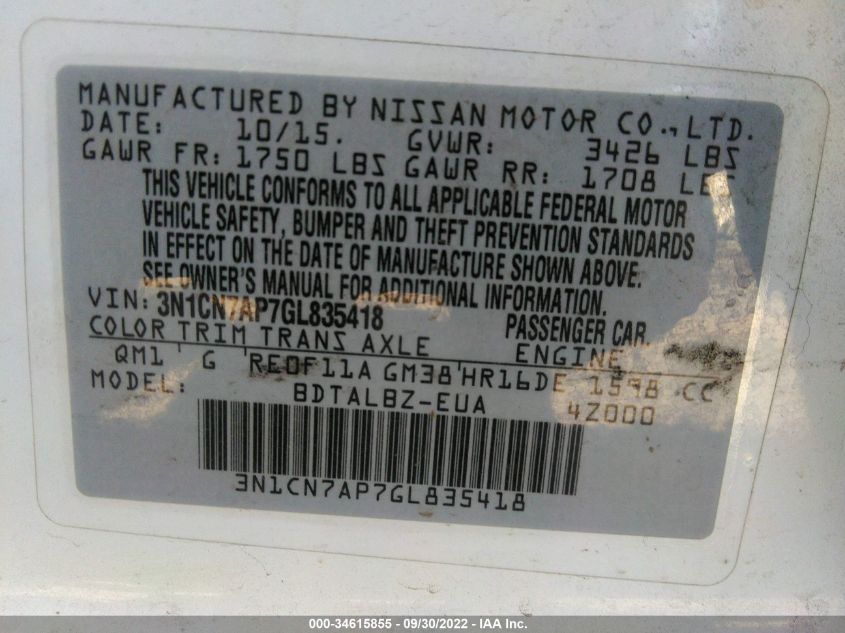 MANUFACTURED BY NISSAN MOTOR CO., LTD.
DATE: 10/15. GVWR: 3426 LBS
GAWR FR: 1750 LBS GAWR RR: 1708 LBS
THIS VEHICLE CONFORMS TO ALL APPLICABLE FEDERAL MOTOR
VEHICLE SAFETY, BUMPER AND THEFT PREVENTION STANDARDS
IN EFFECT ON THE DATE OF MANUFACTURE SHOWN ABOVE.
SEE OWNER'S MANUAL FOR ADDITIONAL INFORMATION.
VIN: 3N1CN7AP7GL835418 PASSENGER CAR.
COLOR TRIM TRANS AXLE ENGINE
QM1 G RE0F11A GM38 HR16DE 1598 CC
MODEL: BDTALBZ-EUA 4Z000
3N1CN7AP7GL835418
000-34615855 - 09/30/2022 - IAA Inc.